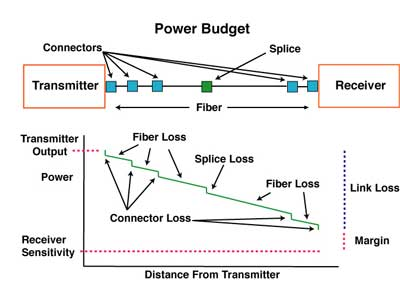 Power Budget
Connectors
Splice
Transmitter
Receiver
Fiber
Transmitter
Output
Fiber Loss
Splice Loss
Power
Fiber Loss
Link Loss
Connector Loss
Receiver
Sensitivity
Margin
Distance From Transmitter